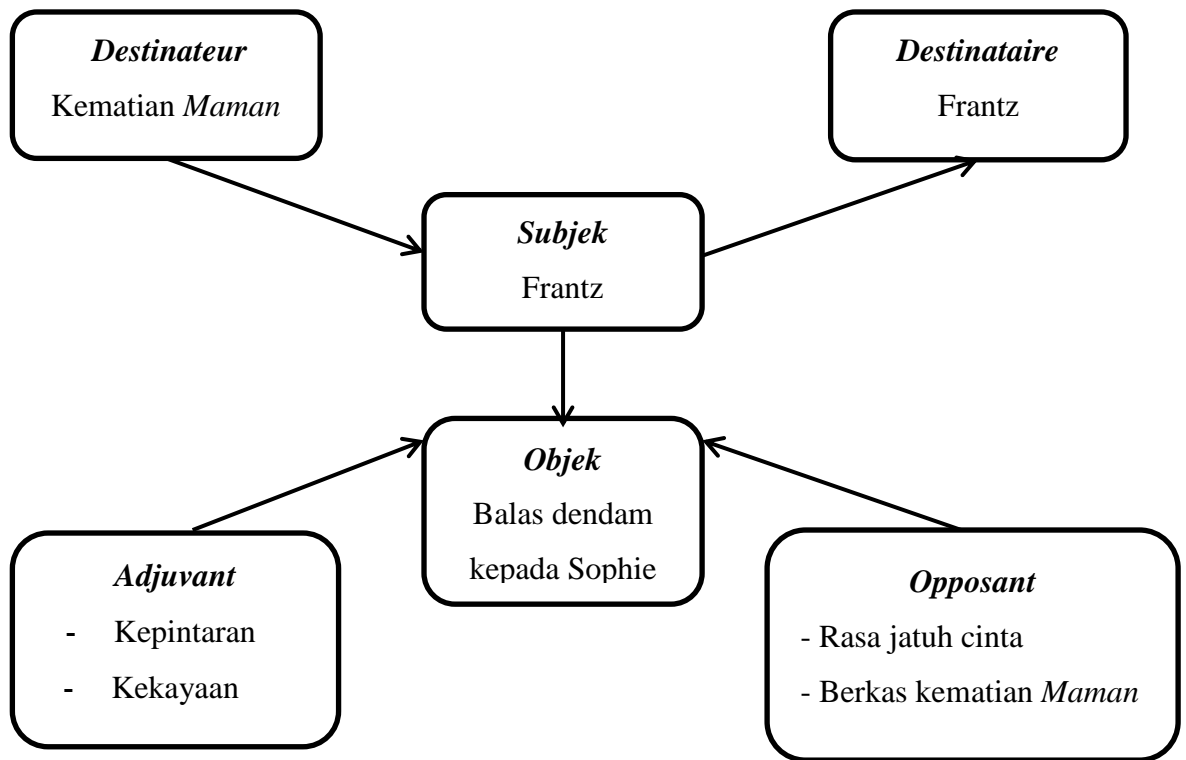 Destinateur
Kematian Maman
Destinataire
Frantz
Subjek
Frantz
Objek
Balas dendam
kepada Sophie
Adjuvant
- Kepintaran
- Kekayaan
Opposant
- Rasa jatuh cinta
- Berkas kematian Maman